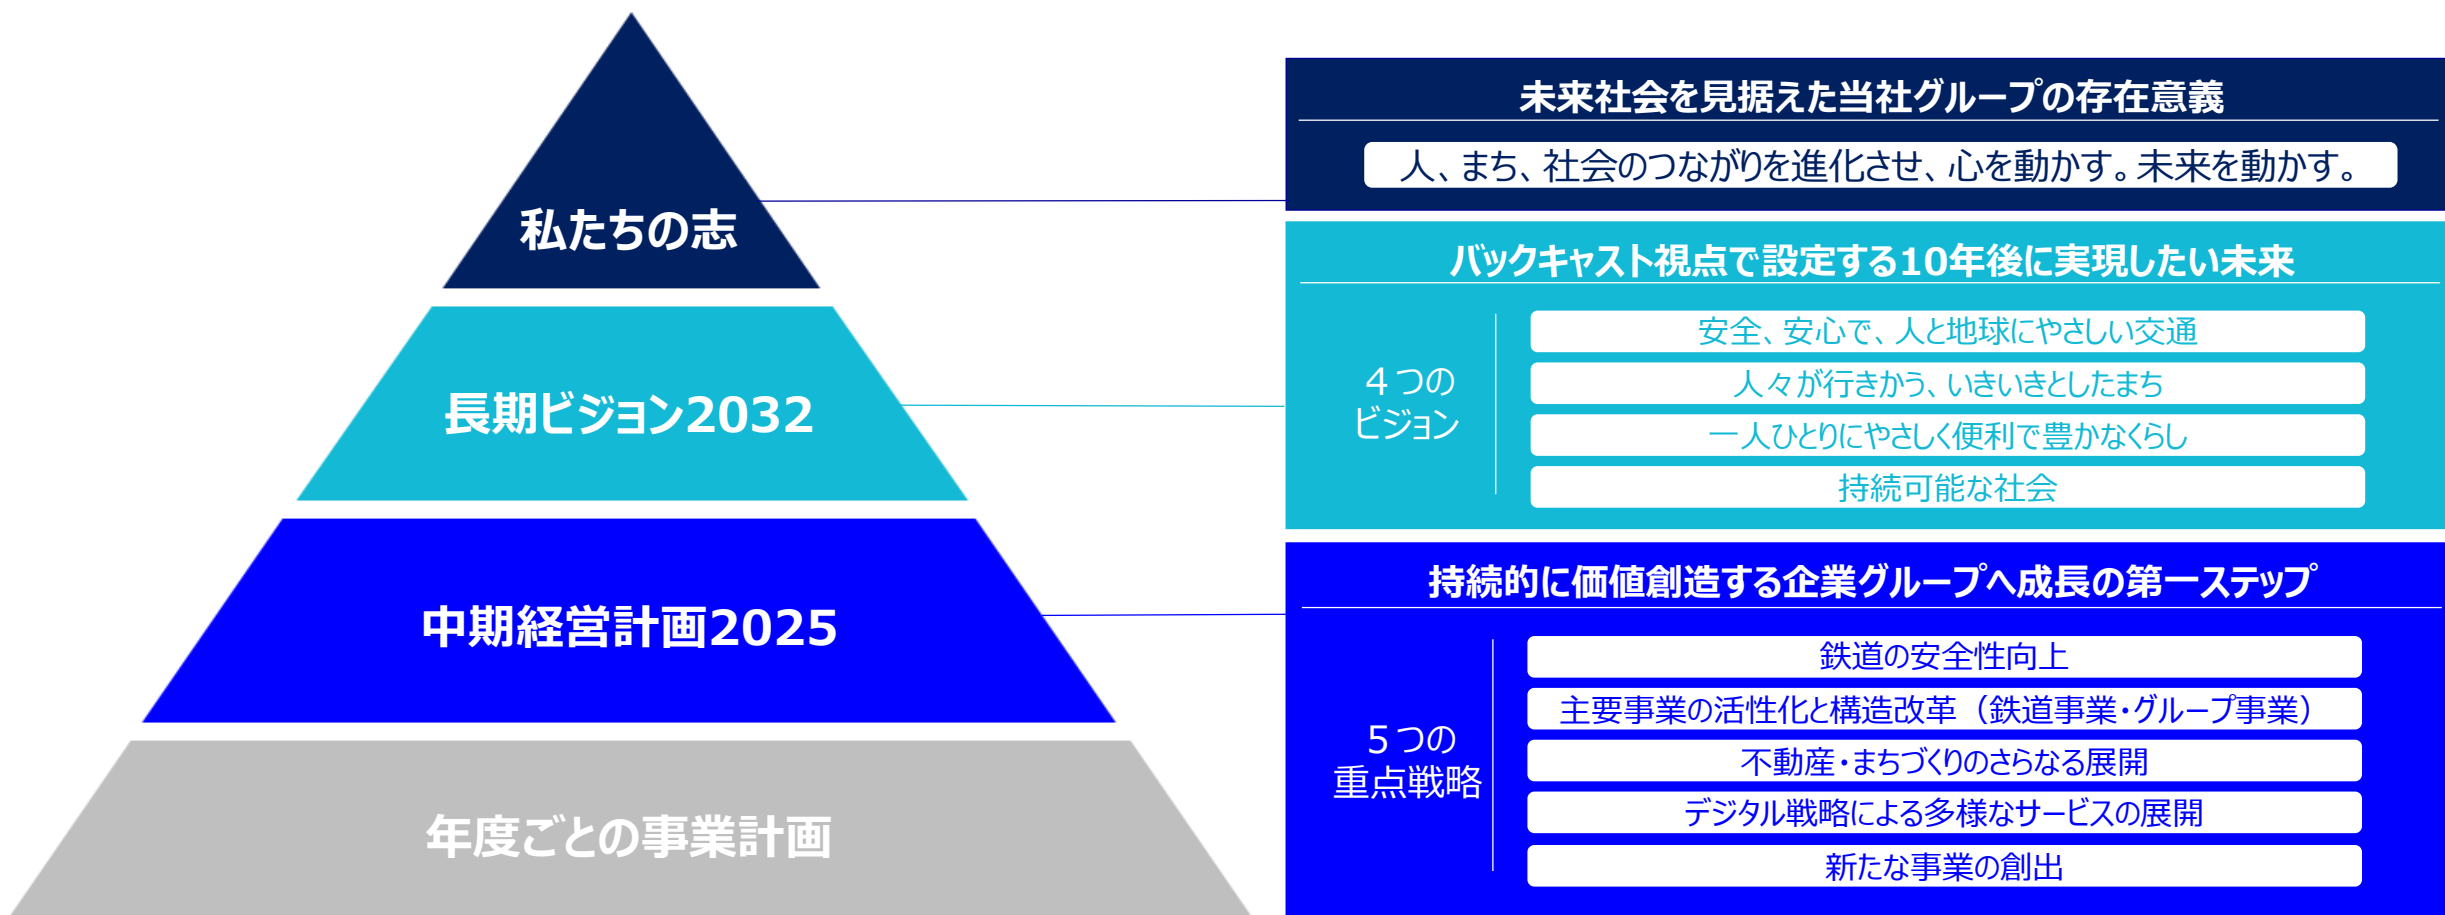 私たちの志
未来社会を見据えた当社グループの存在意義
人、まち、社会のつながりを進化させ、心を動かす。未来を動かす。
長期ビジョン2032
バックキャスト視点で設定する10年後に実現したい未来
４つの
ビジョン
安全、安心で、人と地球にやさしい交通
人々が行きかう、いきいきとしたまち
一人ひとりにやさしく便利で豊かなくらし
持続可能な社会
中期経営計画2025
持続的に価値創造する企業グループへ成長の第一ステップ
５つの
重点戦略
鉄道の安全性向上
主要事業の活性化と構造改革（鉄道事業・グループ事業）
不動産・まちづくりのさらなる展開
デジタル戦略による多様なサービスの展開
新たな事業の創出
年度ごとの事業計画